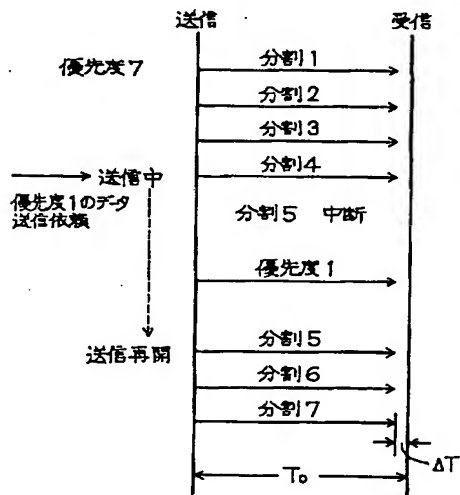 送信
受信
優先度7
分割1
分割2
分割3
分割4
送信中
優先度1のデータ
送信依頼
分割5 中断
優先度1
送信再開
分割5
分割6
分割7
ΔT
To